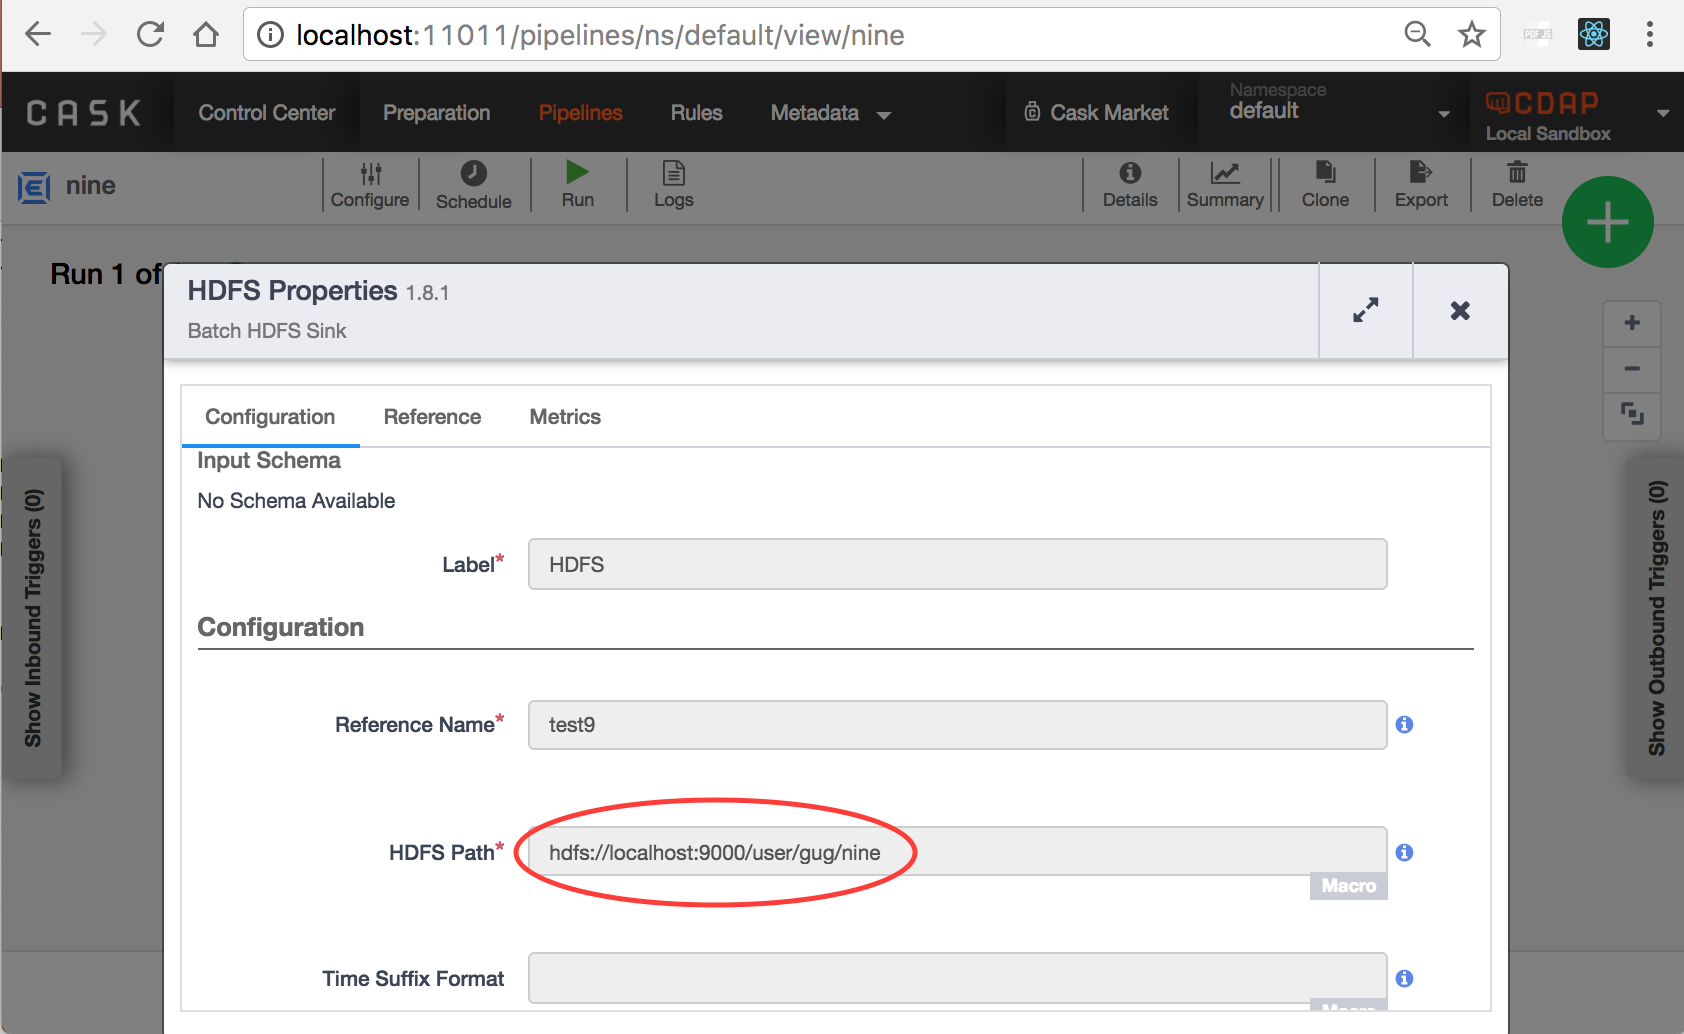 localhost:11011/pipelines/ns/default/view/nine
PDF JS
CASK
Control Center
Preparation
Pipelines
Rules
Metadata
Cask Market
Namespace
default
CDAP
Local Sandbox
nine
Configure
Schedule
Run
Logs
Details
Summary
Clone
Export
Delete
Run 1 of
HDFS Properties 1.8.1
Batch HDFS Sink
Configuration
Reference
Metrics
Input Schema
No Schema Available
Label*
HDFS
Configuration
Reference Name*
test9
HDFS Path*
hdfs://localhost:9000/user/gug/nine
Macro
Time Suffix Format
Macro
Show Inbound Triggers (0)
Show Outbound Triggers (0)